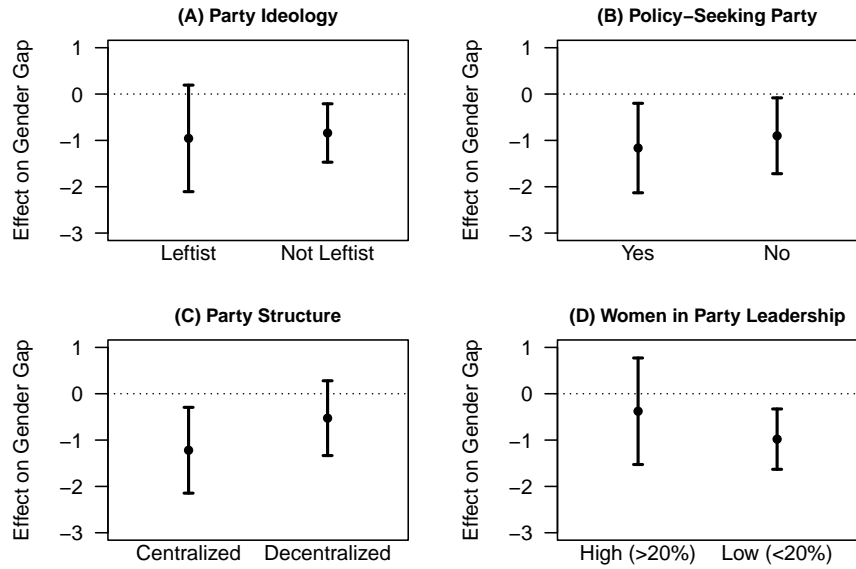 (A) Party Ideology
Effect on Gender Gap
1
0
−1
−2
−3
Leftist Not Leftist
(B) Policy−Seeking Party
Effect on Gender Gap
1
0
−1
−2
−3
Yes No
(C) Party Structure
Effect on Gender Gap
1
0
−1
−2
−3
Centralized Decentralized
(D) Women in Party Leadership
Effect on Gender Gap
1
0
−1
−2
−3
High (>20%) Low (<20%)